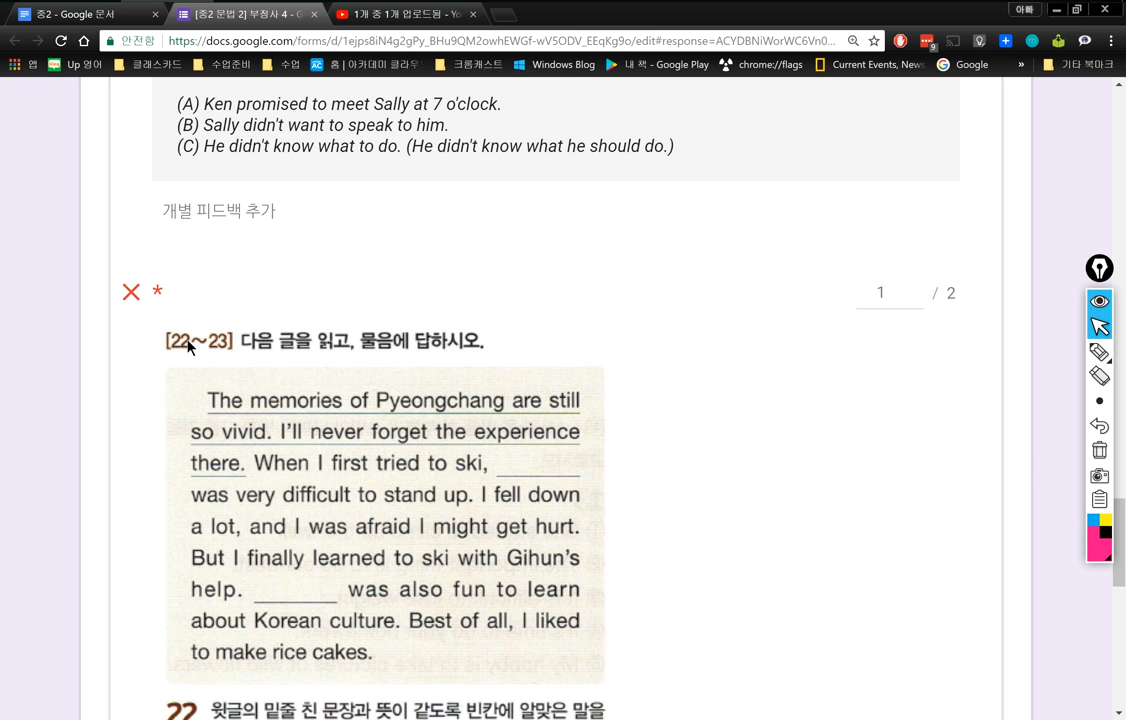 중2 - Google 문서
[중2 문법 2] 부정사 4 - G
1개 중 1개 업로드됨 - Yo
아빠
안전함
https://docs.google.com/forms/d/1ejps8iN4g2gPy_BHu9QM2owhEWGf-wV5ODV_EEqKg9o/edit#response=ACYDBNiWorWC6Vn0...
앱
Up 영어
클래스카드
수업준비
수업
홈 | 아카데미 클라우
크롬캐스트
Windows Blog
내 책 - Google Play
chrome://flags
Current Events, News
Google
»
기타 북마크
(A) Ken promised to meet Sally at 7 o'clock.
(B) Sally didn't want to speak to him.
(C) He didn't know what to do. (He didn't know what he should do.)
개별 피드백 추가
*
1 / 2
[22~23] 다음 글을 읽고, 물음에 답하시오.
The memories of Pyeongchang are still
so vivid. I'll never forget the experience
there. When I first tried to ski, ________
was very difficult to stand up. I fell down
a lot, and I was afraid I might get hurt.
But I finally learned to ski with Gihun's
help. ________ was also fun to learn
about Korean culture. Best of all, I liked
to make rice cakes.
22 윗글의 밑줄 친 문장과 뜻이 같도록 빈칸에 알맞은 말을